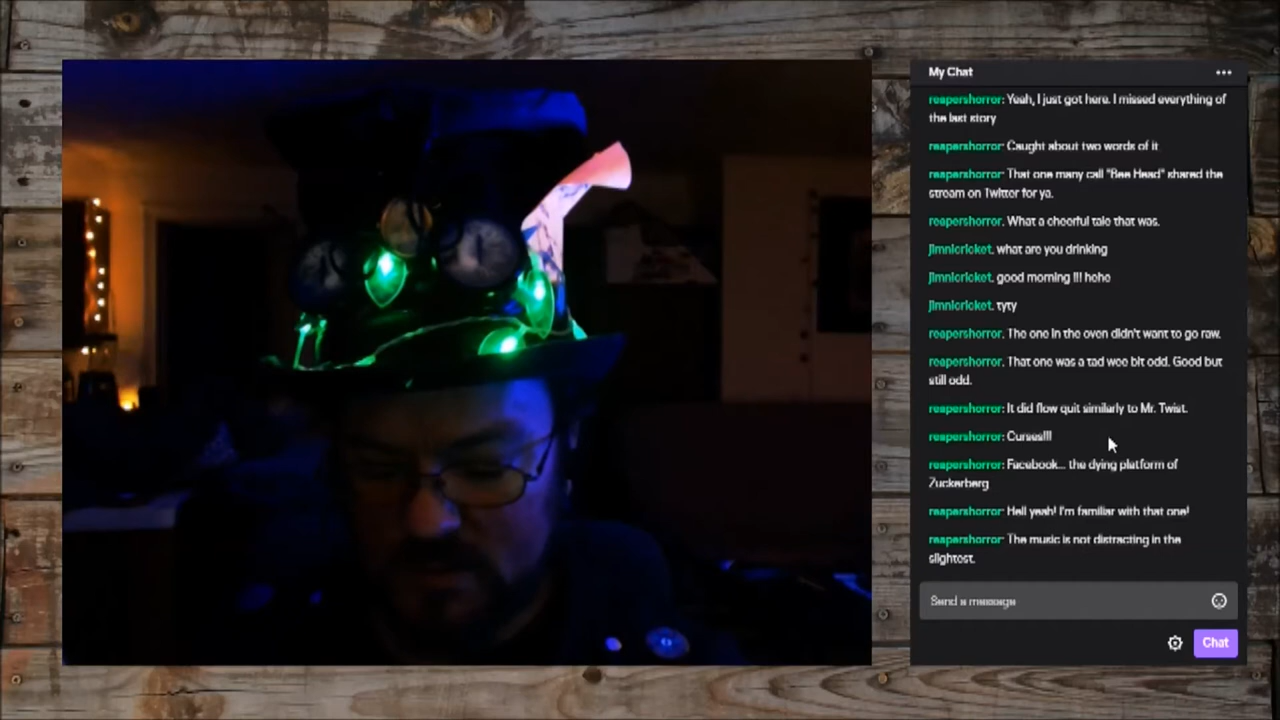 My Chat
reapershorror: Yeah, I just got here. I missed everything of
the last story
reapershorror: Caught about two words of it
reapershorror: That one many call "Bee Head" shared the
stream on Twitter for ya.
reapershorror: What a cheerful tale that was.
jimnicricket: what are you drinking
jimnicricket: good morning !!! hehe
jimnicricket: tyty
reapershorror: The one in the oven didn't want to go raw.
reapershorror: That one was a tad wee bit odd. Good but
still odd.
reapershorror: It did flow quit similarly to Mr. Twist.
reapershorror: Curses!!!
reapershorror: Facebook... the dying platform of
Zuckerberg
reapershorror: Hell yeah! I'm familiar with that one!
reapershorror: The music is not distracting in the
slightest.
Send a message
Chat